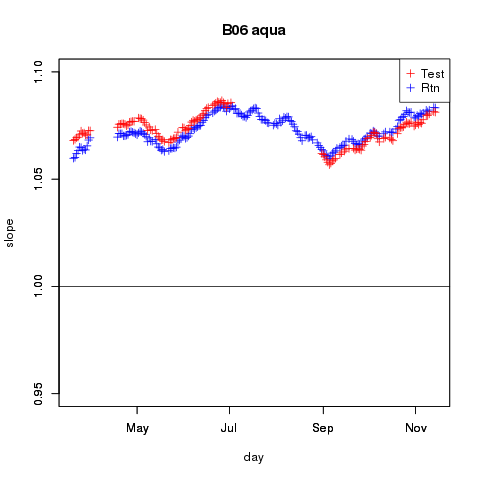 B06 aqua
Test
Rtn
slope
1.10
1.05
1.00
0.95
May Jul Sep Nov
day